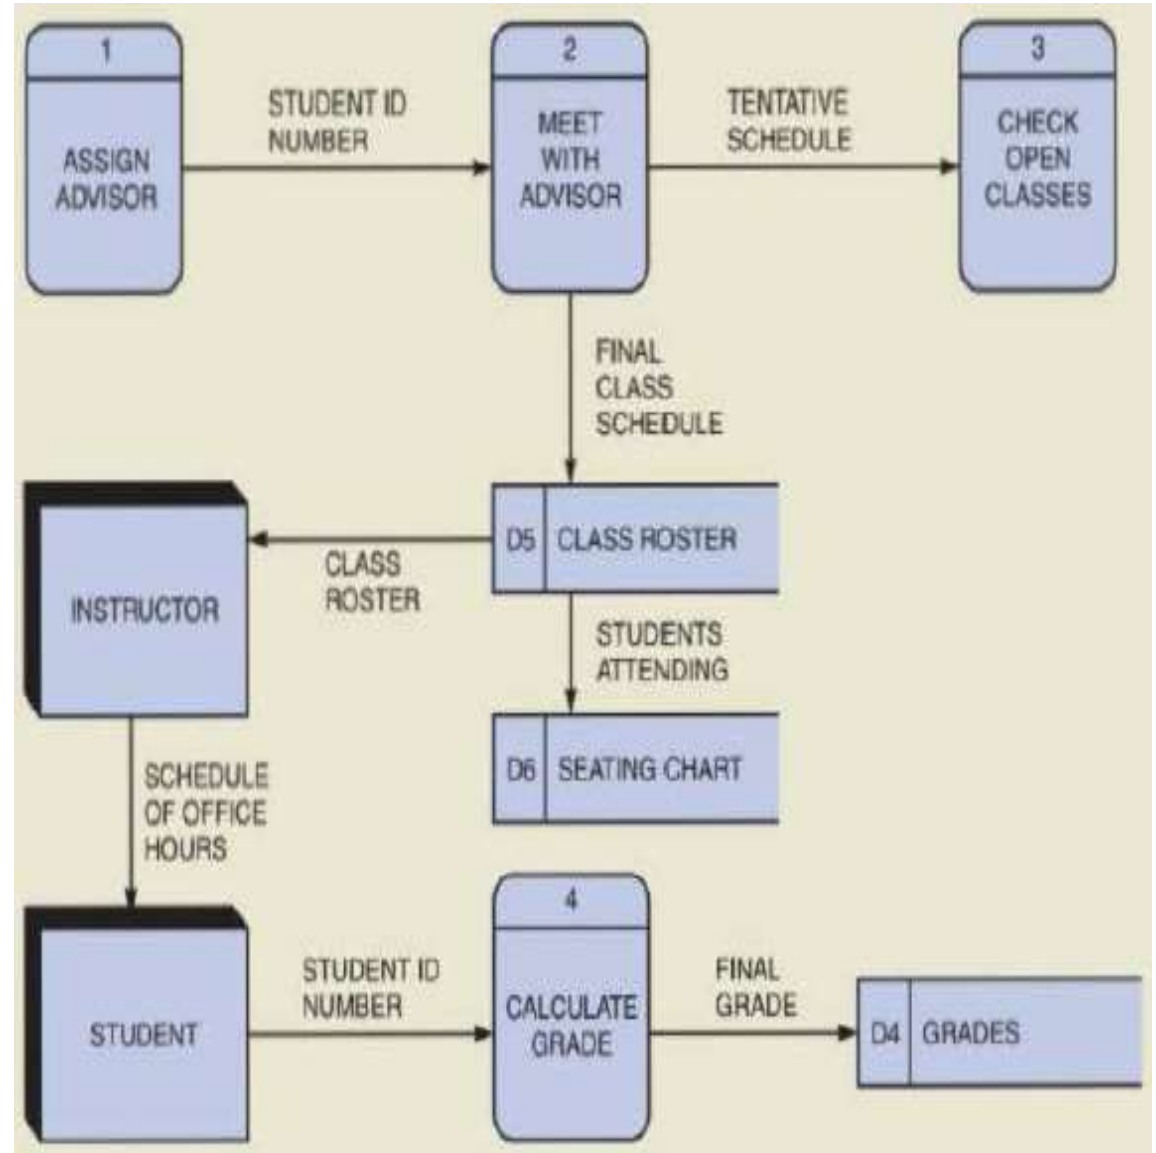 1
ASSIGN
ADVISOR
STUDENT ID
NUMBER
2
MEET
WITH
ADVISOR
TENTATIVE
SCHEDULE
3
CHECK
OPEN
CLASSES
FINAL
CLASS
SCHEDULE
INSTRUCTOR
CLASS
ROSTER
D5 CLASS ROSTER
STUDENTS
ATTENDING
D6 SEATING CHART
SCHEDULE
OF OFFICE
HOURS
STUDENT
STUDENT ID
NUMBER
4
CALCULATE
GRADE
FINAL
GRADE
D4 GRADES